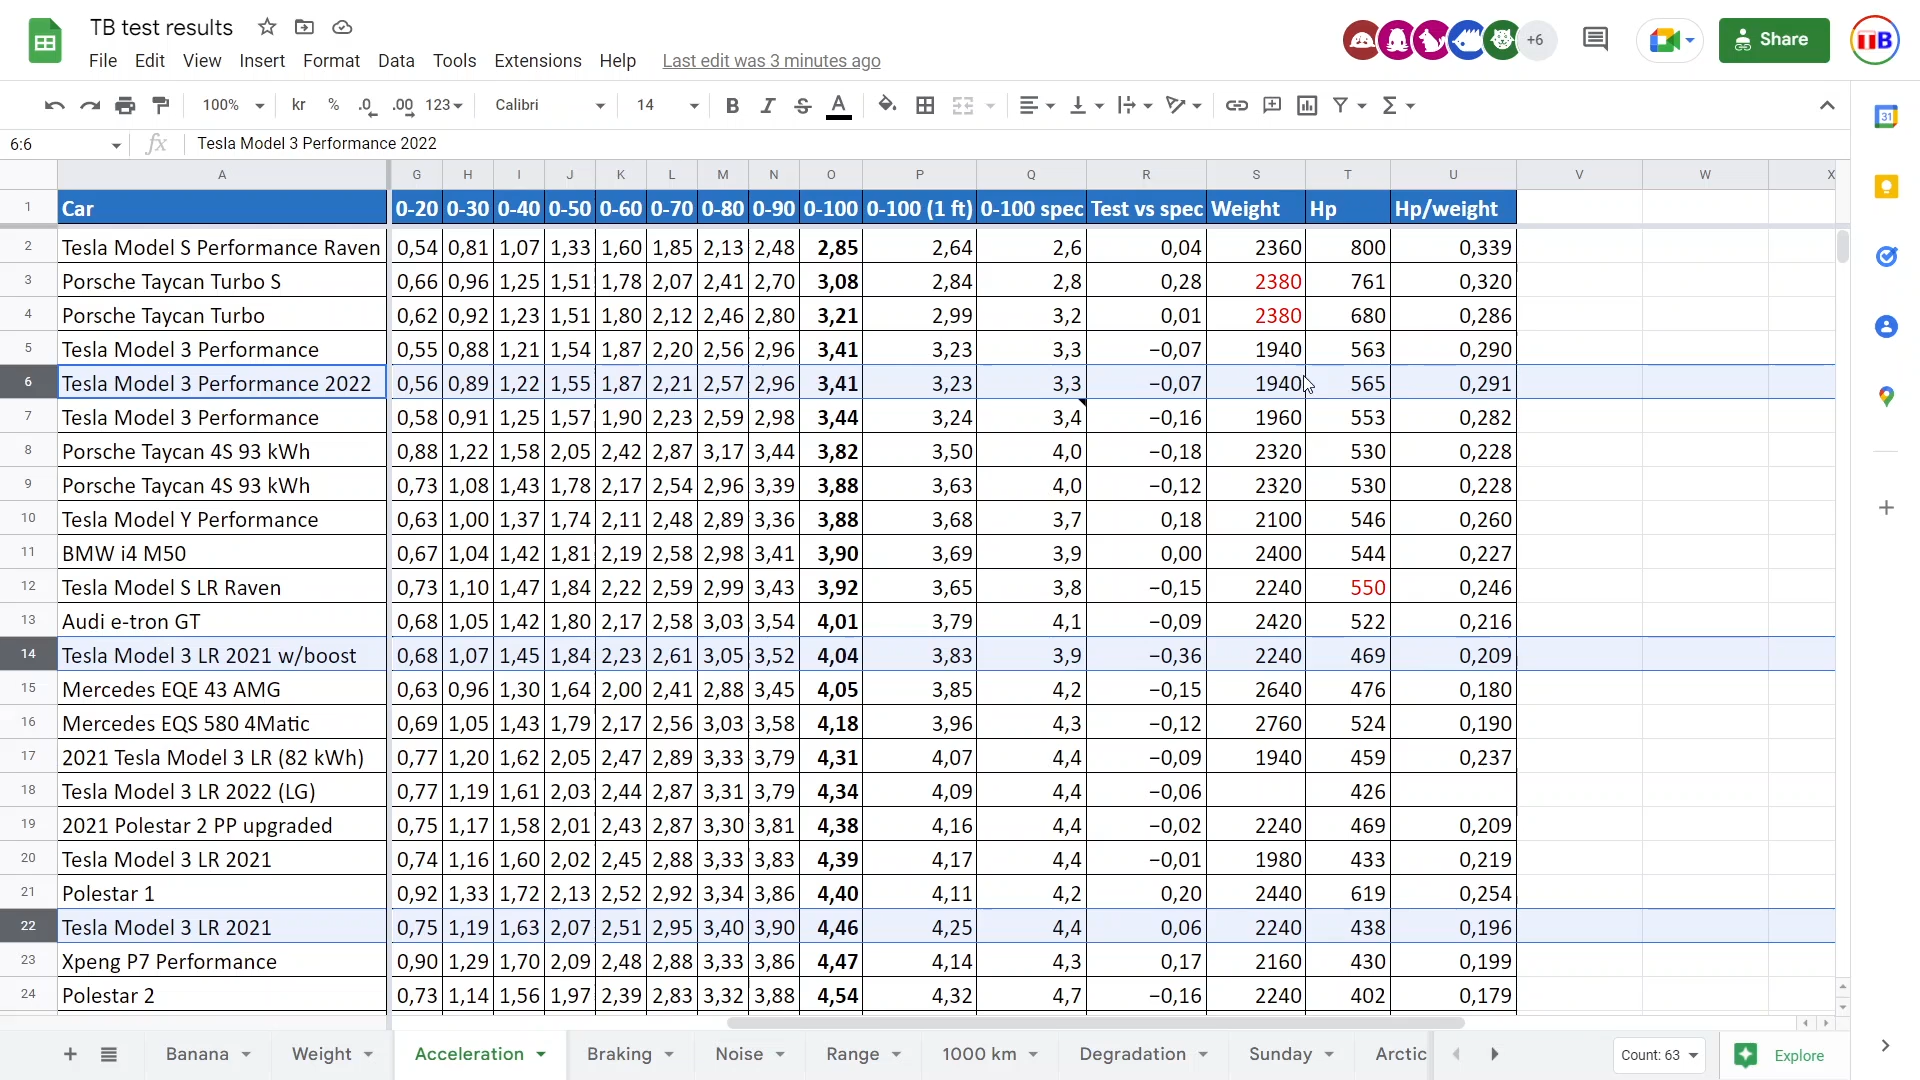 TB test results
+6
Share
TB
File Edit View Insert Format Data Tools Extensions Help Last edit was 3 minutes ago
100% kr % .0 .00 123 Calibri 14 B I S A
31
6:6 fx Tesla Model 3 Performance 2022
A G H I J K L M N O P Q R S T U V W X
1 Car 0-20 0-30 0-40 0-50 0-60 0-70 0-80 0-90 0-100 0-100 (1 ft) 0-100 spec Test vs spec Weight Hp Hp/weight
2 Tesla Model S Performance Raven 0,54 0,81 1,07 1,33 1,60 1,85 2,13 2,48 2,85 2,64 2,6 0,04 2360 800 0,339
3 Porsche Taycan Turbo S 0,66 0,96 1,25 1,51 1,78 2,07 2,41 2,70 3,08 2,84 2,8 0,28 2380 761 0,320
4 Porsche Taycan Turbo 0,62 0,92 1,23 1,51 1,80 2,12 2,46 2,80 3,21 2,99 3,2 0,01 2380 680 0,286
5 Tesla Model 3 Performance 0,55 0,88 1,21 1,54 1,87 2,20 2,56 2,96 3,41 3,23 3,3 −0,07 1940 563 0,290
6 Tesla Model 3 Performance 2022 0,56 0,89 1,22 1,55 1,87 2,21 2,57 2,96 3,41 3,23 3,3 −0,07 1940 565 0,291
7 Tesla Model 3 Performance 0,58 0,91 1,25 1,57 1,90 2,23 2,59 2,98 3,44 3,24 3,4 −0,16 1960 553 0,282
8 Porsche Taycan 4S 93 kWh 0,88 1,22 1,58 2,05 2,42 2,87 3,17 3,44 3,82 3,50 4,0 −0,18 2320 530 0,228
9 Porsche Taycan 4S 93 kWh 0,73 1,08 1,43 1,78 2,17 2,54 2,96 3,39 3,88 3,63 4,0 −0,12 2320 530 0,228
10 Tesla Model Y Performance 0,63 1,00 1,37 1,74 2,11 2,48 2,89 3,36 3,88 3,68 3,7 0,18 2100 546 0,260
11 BMW i4 M50 0,67 1,04 1,42 1,81 2,19 2,58 2,98 3,41 3,90 3,69 3,9 0,00 2400 544 0,227
12 Tesla Model S LR Raven 0,73 1,10 1,47 1,84 2,22 2,59 2,99 3,43 3,92 3,65 3,8 −0,15 2240 550 0,246
13 Audi e-tron GT 0,68 1,05 1,42 1,80 2,17 2,58 3,03 3,54 4,01 3,79 4,1 −0,09 2420 522 0,216
14 Tesla Model 3 LR 2021 w/boost 0,68 1,07 1,45 1,84 2,23 2,61 3,05 3,52 4,04 3,83 3,9 −0,36 2240 469 0,209
15 Mercedes EQE 43 AMG 0,63 0,96 1,30 1,64 2,00 2,41 2,88 3,45 4,05 3,85 4,2 −0,15 2640 476 0,180
16 Mercedes EQS 580 4Matic 0,69 1,05 1,43 1,79 2,17 2,56 3,03 3,58 4,18 3,96 4,3 −0,12 2760 524 0,190
17 2021 Tesla Model 3 LR (82 kWh) 0,77 1,20 1,62 2,05 2,47 2,89 3,33 3,79 4,31 4,07 4,4 −0,09 1940 459 0,237
18 Tesla Model 3 LR 2022 (LG) 0,77 1,19 1,61 2,03 2,44 2,87 3,31 3,79 4,34 4,09 4,4 −0,06 426
19 2021 Polestar 2 PP upgraded 0,75 1,17 1,58 2,01 2,43 2,87 3,30 3,81 4,38 4,16 4,4 −0,02 2240 469 0,209
20 Tesla Model 3 LR 2021 0,74 1,16 1,60 2,02 2,45 2,88 3,33 3,83 4,39 4,17 4,4 −0,01 1980 433 0,219
21 Polestar 1 0,92 1,33 1,72 2,13 2,52 2,92 3,34 3,86 4,40 4,11 4,2 0,20 2440 619 0,254
22 Tesla Model 3 LR 2021 0,75 1,19 1,63 2,07 2,51 2,95 3,40 3,90 4,46 4,25 4,4 0,06 2240 438 0,196
23 Xpeng P7 Performance 0,90 1,29 1,70 2,09 2,48 2,88 3,33 3,86 4,47 4,14 4,3 0,17 2160 430 0,199
24 Polestar 2 0,73 1,14 1,56 1,97 2,39 2,83 3,32 3,88 4,54 4,32 4,7 −0,16 2240 402 0,179
Banana Weight Acceleration Braking Noise Range 1000 km Degradation Sunday Arctic Count: 63 Explore